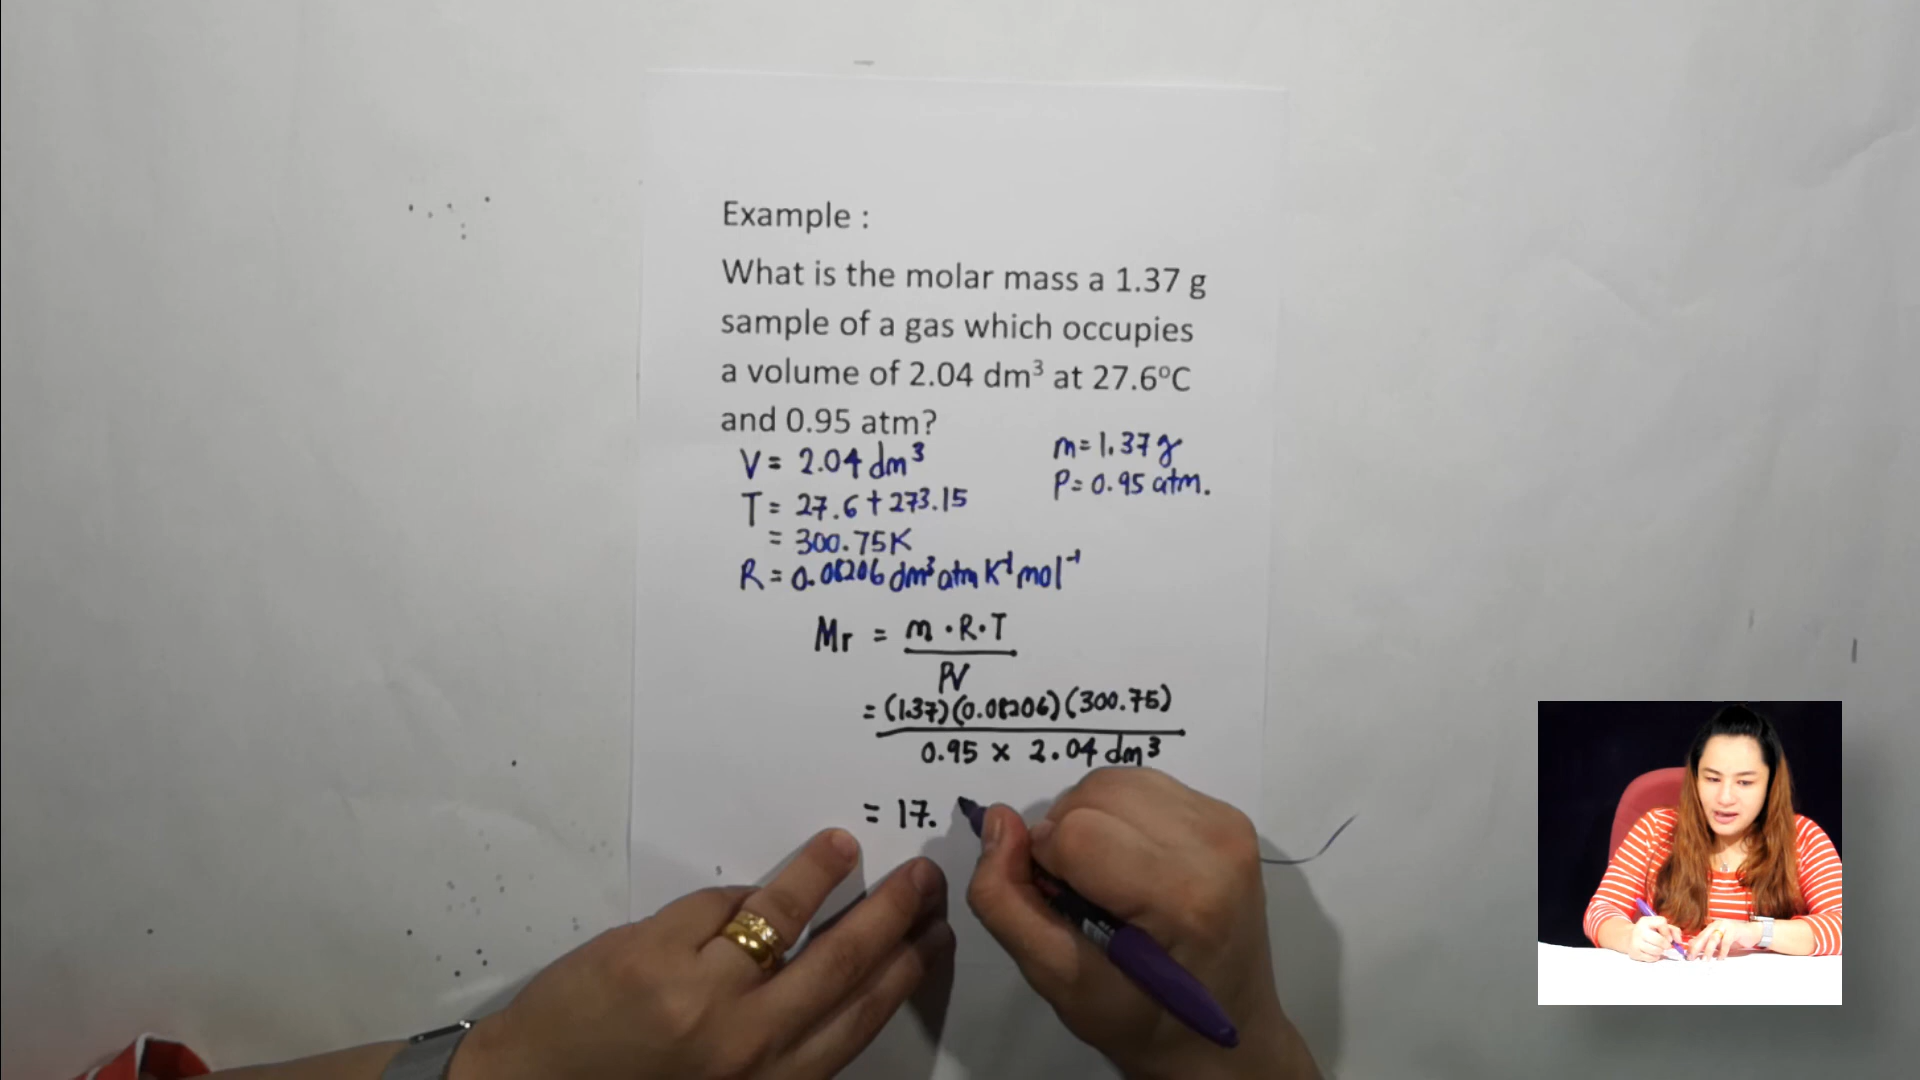 Example :
What is the molar mass a 1.37 g
sample of a gas which occupies
a volume of 2.04 dm³ at 27.6ºC
and 0.95 atm?
V = 2.04 dm³
m = 1.37 g
P = 0.95 atm.
T = 27.6 + 273.15
= 300.75K
R = 0.08206 dm³ atm K⁻¹ mol⁻¹
Mr = m · R · T
PV
= (1.37)(0.08206)(300.75)
0.95 × 2.04 dm³
= 17.